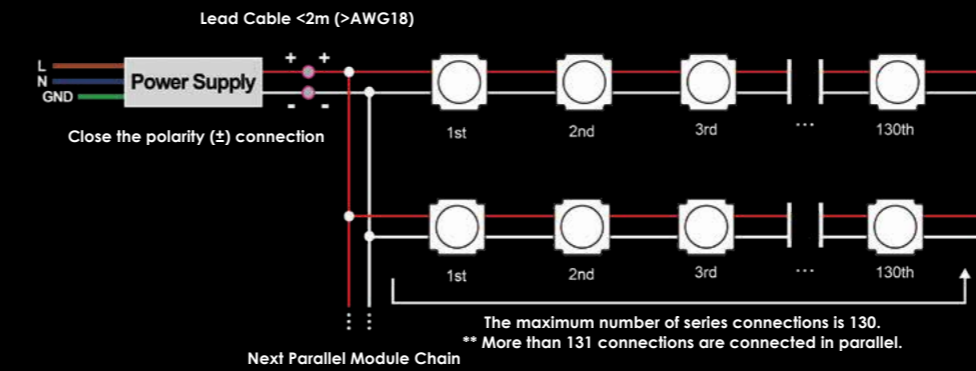 Lead Cable <2m (>AWG18)
+ +
L
N
GND
Power Supply
- -
Close the polarity (±) connection
1st 2nd 3rd ... 130th
1st 2nd 3rd ... 130th
The maximum number of series connections is 130.
** More than 131 connections are connected in parallel.
Next Parallel Module Chain